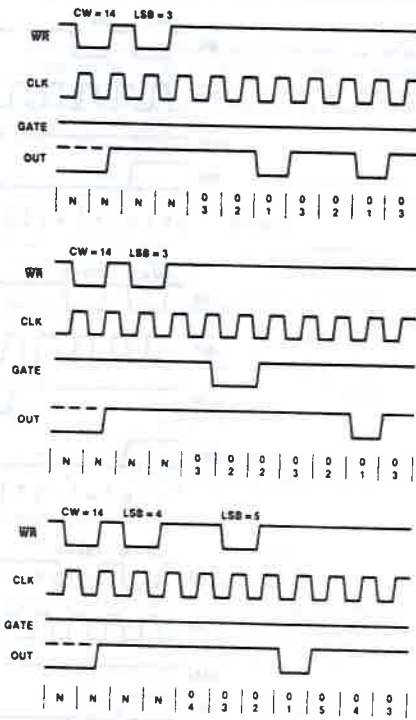 CW = 14 LSB = 3
WR
CLK
GATE
OUT
N N N N 0 0 0 0 0 0 0
3 2 1 3 2 1 3
CW = 14 LSB = 3
WR
CLK
GATE
OUT
N N N N 0 0 0 0 0 0 0
3 2 2 3 2 1 3
CW = 14 LSB = 4 LSB = 5
WR
CLK
GATE
OUT
N N N N 0 0 0 0 0 0 0
4 3 2 1 5 4 3